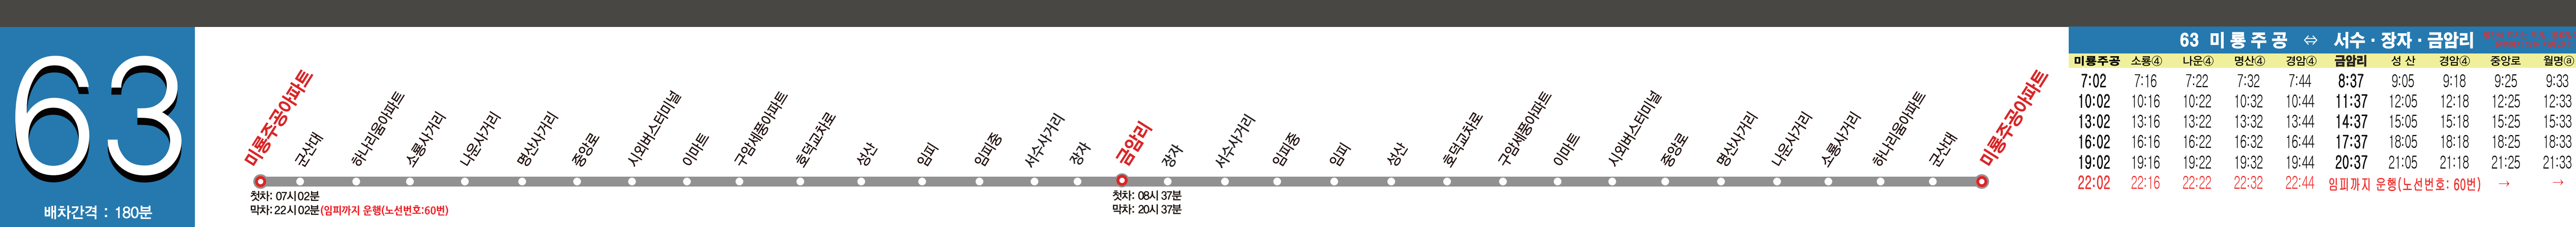 63
배차간격 : 180분
미룡주공아파트
군산대
하나리움아파트
소룡사거리
나운사거리
명산사거리
중앙로
시외버스터미널
이마트
구암세풍아파트
호덕교차로
성산
임피
임피중
서수사거리
장자
금암리
장자
서수사거리
임피중
임피
성산
호덕교차로
구암세풍아파트
이마트
시외버스터미널
중앙로
명산사거리
나운사거리
소룡사거리
하나리움아파트
군산대
미룡주공아파트
첫차: 07시 02분
막차: 22시 02분(임피까지 운행(노선번호:60번)
첫차: 08시 37분
막차: 20시 37분
63 미룡주공 ⇔ 서수 · 장자 · 금암리
미룡주공 소룡④ 나운④ 명산④ 경암④ 금암리 성 산 경암④ 중앙로 월명ⓐ
7:02 7:16 7:22 7:32 7:44 8:37 9:05 9:18 9:25 9:33
10:02 10:16 10:22 10:32 10:44 11:37 12:05 12:18 12:25 12:33
13:02 13:16 13:22 13:32 13:44 14:37 15:05 15:18 15:25 15:33
16:02 16:16 16:22 16:32 16:44 17:37 18:05 18:18 18:25 18:33
19:02 19:16 19:22 19:32 19:44 20:37 21:05 21:18 21:25 21:33
22:02 22:16 22:22 22:32 22:44 임피까지 운행(노선번호: 60번) → →